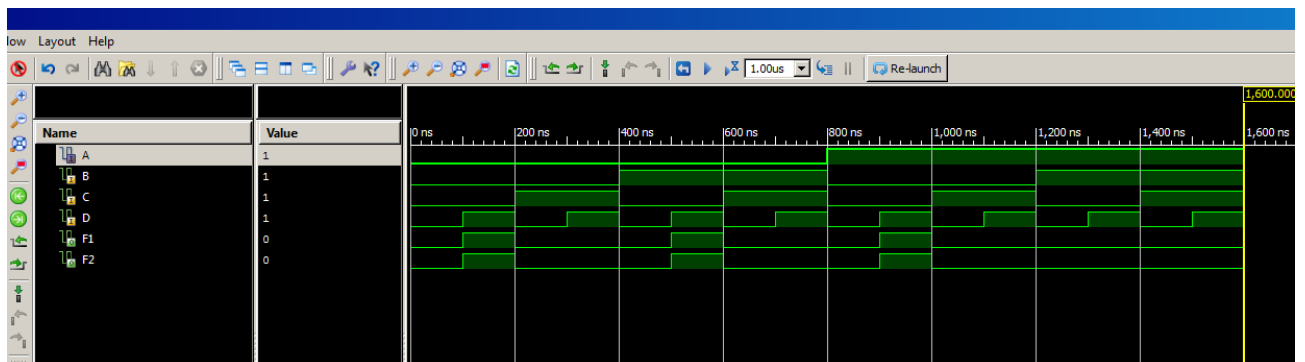 Layout Help
1.00us Re-launch
1,600.000
Name Value 0 ns 200 ns 400 ns 600 ns 800 ns 1,000 ns 1,200 ns 1,400 ns 1,600 ns
A 1
B 1
C 1
D 1
F1 0
F2 0